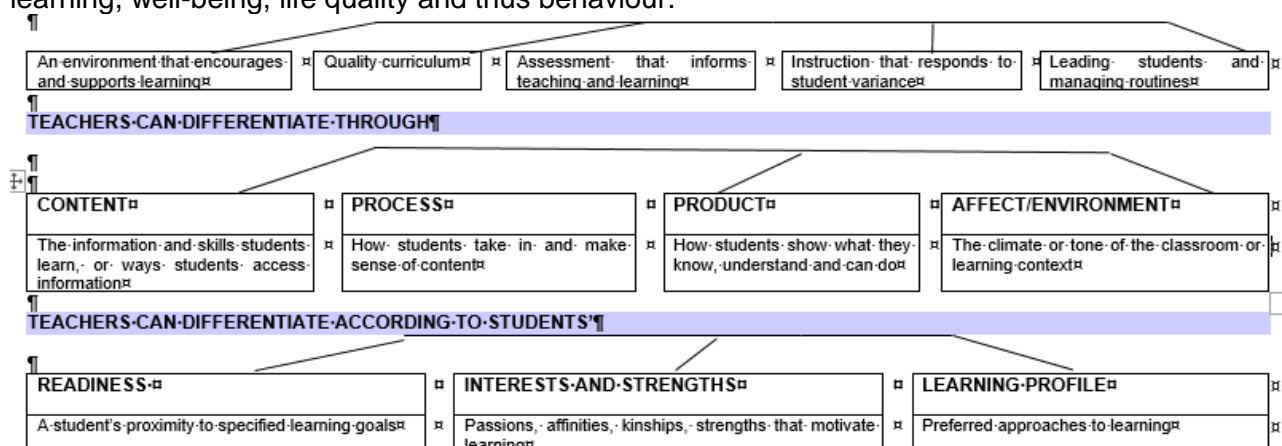 learning, well-being, life quality and thus behaviour.
¶
An·environment·that·encourages· ¤ Quality·curriculum¤ ¤ Assessment· that· informs· ¤ Instruction· that· responds· to· ¤ Leading· students· and· ¤
and·supports·learning¤ teaching·and·learning¤ student·variance¤ managing·routines¤
¶
TEACHERS·CAN·DIFFERENTIATE·THROUGH¶
¶
¶
CONTENT¤ ¤ PROCESS¤ ¤ PRODUCT¤ ¤ AFFECT/ENVIRONMENT¤ ¤
The·information·and·skills·students· ¤ How· students· take· in· and· make· ¤ How·students·show·what·they· ¤ The·climate·or·tone·of·the·classroom·or· ¤
learn,· or· ways· students· access· sense·of·content¤ know,·understand·and·can·do¤ learning·context¤
information¤
¶
TEACHERS·CAN·DIFFERENTIATE·ACCORDING·TO·STUDENTS'¶
¶
READINESS·¤ ¤ INTERESTS·AND·STRENGTHS¤ ¤ LEARNING·PROFILE¤ ¤
A·student's·proximity·to·specified·learning·goals¤ ¤ Passions,· affinities,· kinships,· strengths· that· motivate· ¤ Preferred·approaches·to·learning¤ ¤
learning¤